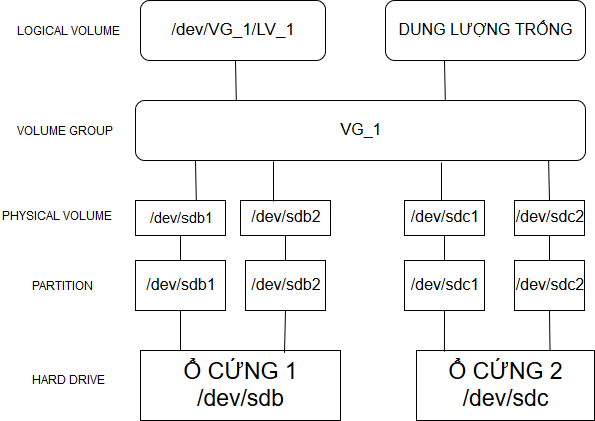 LOGICAL VOLUME
/dev/VG_1/LV_1
DUNG LƯỢNG TRỐNG
VOLUME GROUP
VG_1
PHYSICAL VOLUME
/dev/sdb1
/dev/sdb2
/dev/sdc1
/dev/sdc2
PARTITION
/dev/sdb1
/dev/sdb2
/dev/sdc1
/dev/sdc2
HARD DRIVE
Ổ CỨNG 1
/dev/sdb
Ổ CỨNG 2
/dev/sdc